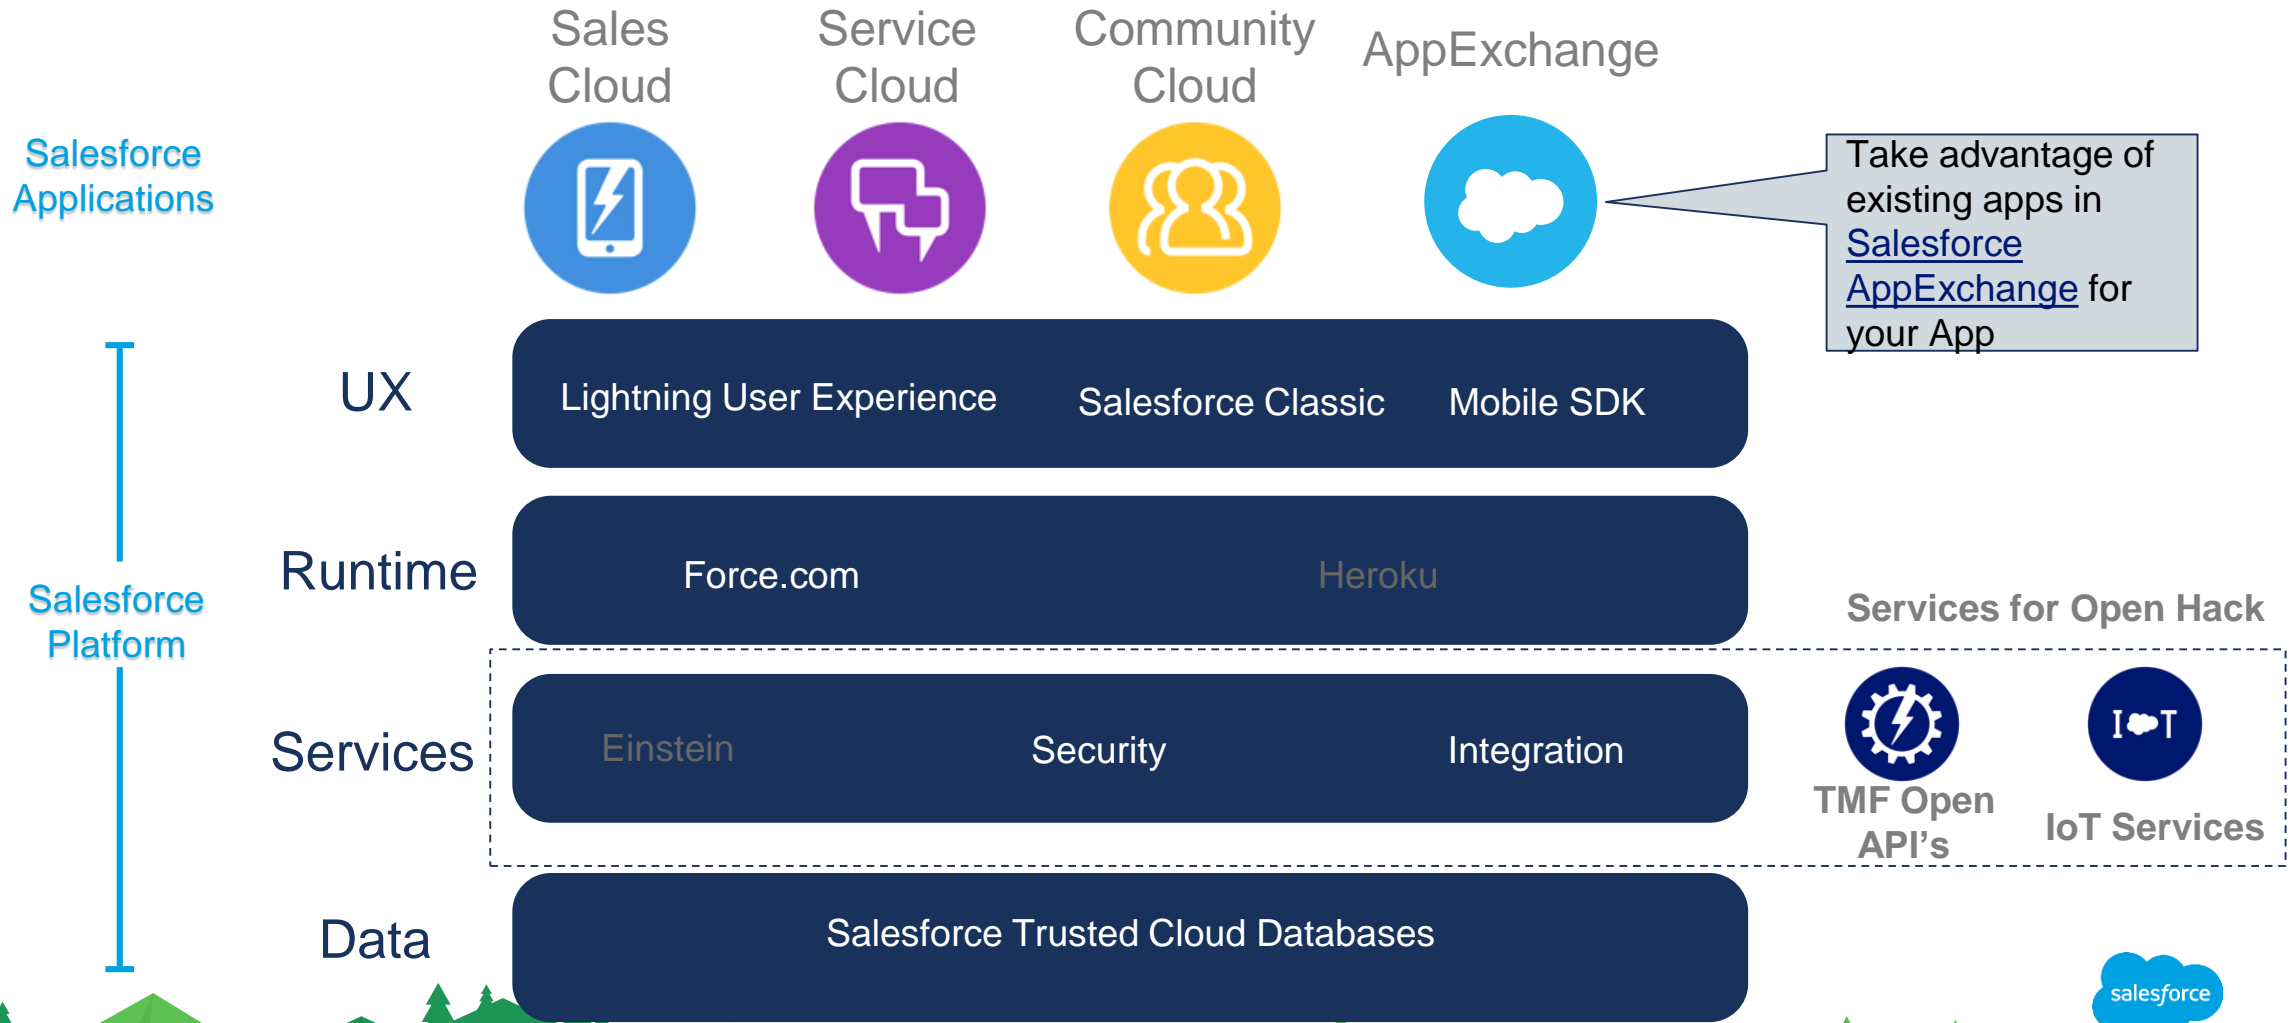 Sales
Cloud
Service
Cloud
Community
Cloud
AppExchange
Salesforce
Applications
Take advantage of
existing apps in
Salesforce
AppExchange for
your App
UX
Lightning User Experience
Salesforce Classic
Mobile SDK
Runtime
Force.com
Heroku
Salesforce
Platform
Services for Open Hack
Services
Einstein
Security
Integration
TMF Open
API’s
IoT
IoT Services
Data
Salesforce Trusted Cloud Databases
salesforce